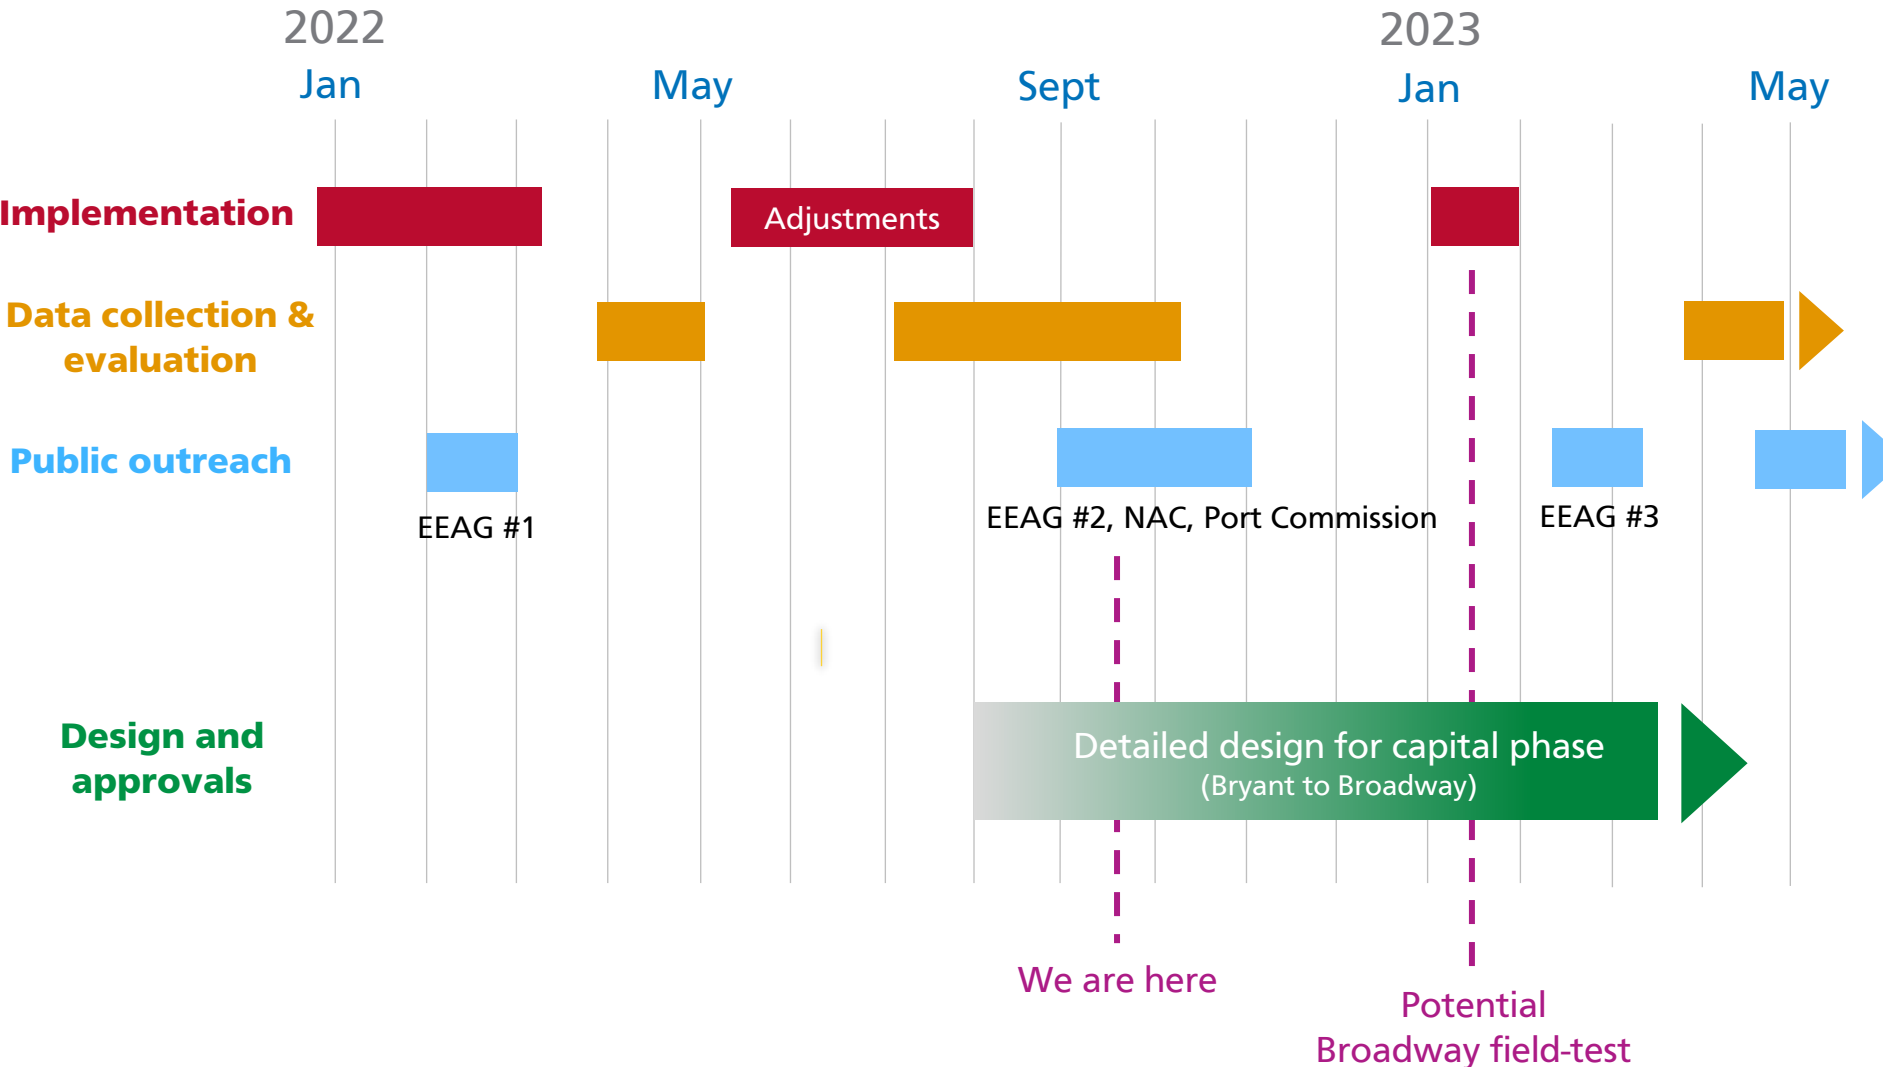 2022
2023
Jan
May
Sept
Jan
May
Implementation
Adjustments
Data collection &
evaluation
Public outreach
EEAG #1
EEAG #2, NAC, Port Commission
EEAG #3
Design and
approvals
Detailed design for capital phase
(Bryant to Broadway)
We are here
Potential
Broadway field-test